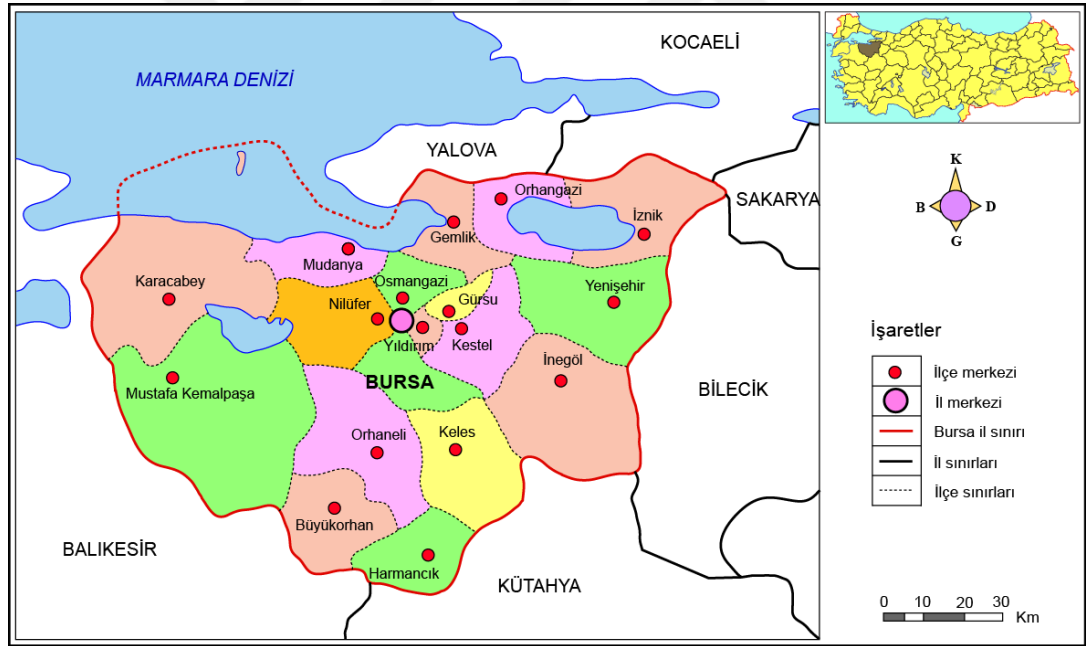 KOCAELİ
MARMARA DENİZİ
YALOVA
SAKARYA
Orhangazi
İznik
Gemlik
Mudanya
Karacabey
Osmangazi
Yenişehir
Nilüfer
Gürsu
Yıldırım
Kestel
İnegöl
BURSA
Mustafa Kemalpaşa
BİLECİK
Orhaneli
Keles
Büyükorhan
BALIKESİR
Harmancık
KÜTAHYA
K
B D
G
İşaretler
İlçe merkezi
İl merkezi
Bursa il sınırı
İl sınırları
İlçe sınırları
0 10 20 30
Km